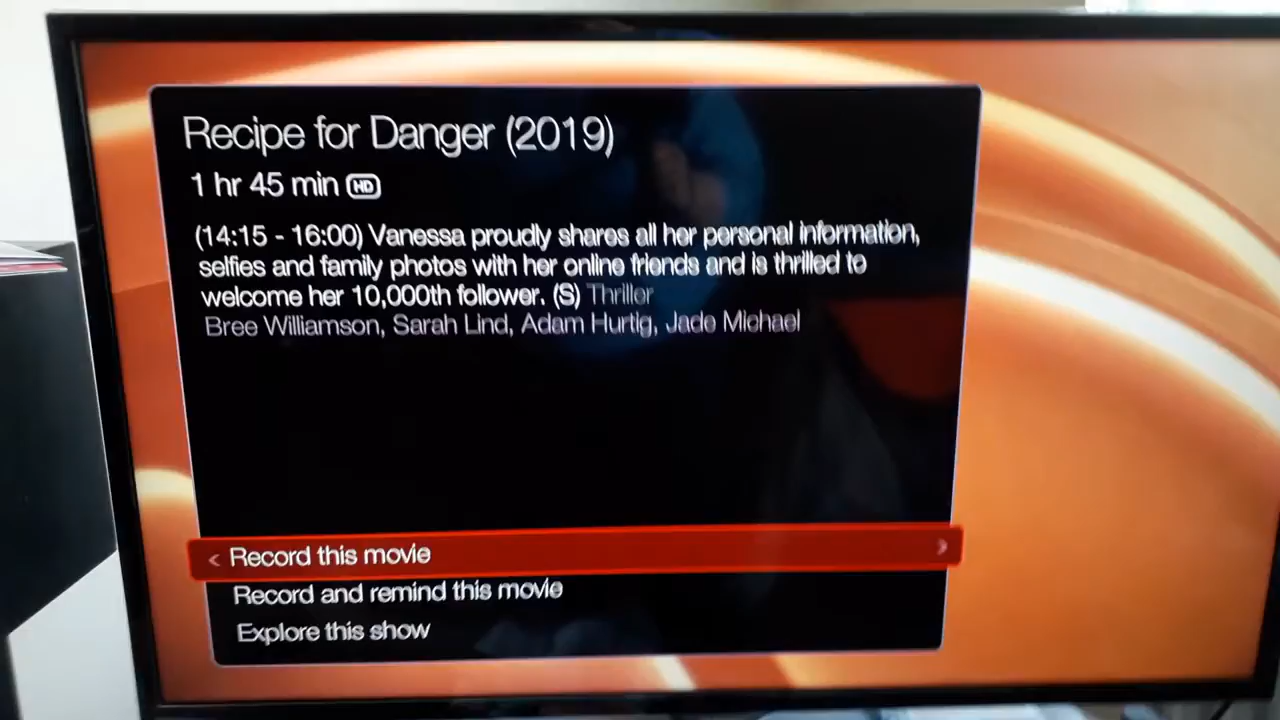 Recipe for Danger (2019)
1 hr 45 min HD
(14:15 - 16:00) Vanessa proudly shares all her personal information,
selfies and family photos with her online friends and is thrilled to
welcome her 10,000th follower. (S) Thriller
Bree Williamson, Sarah Lind, Adam Hurtig, Jade Michael
< Record this movie >
Record and remind this movie
Explore this show